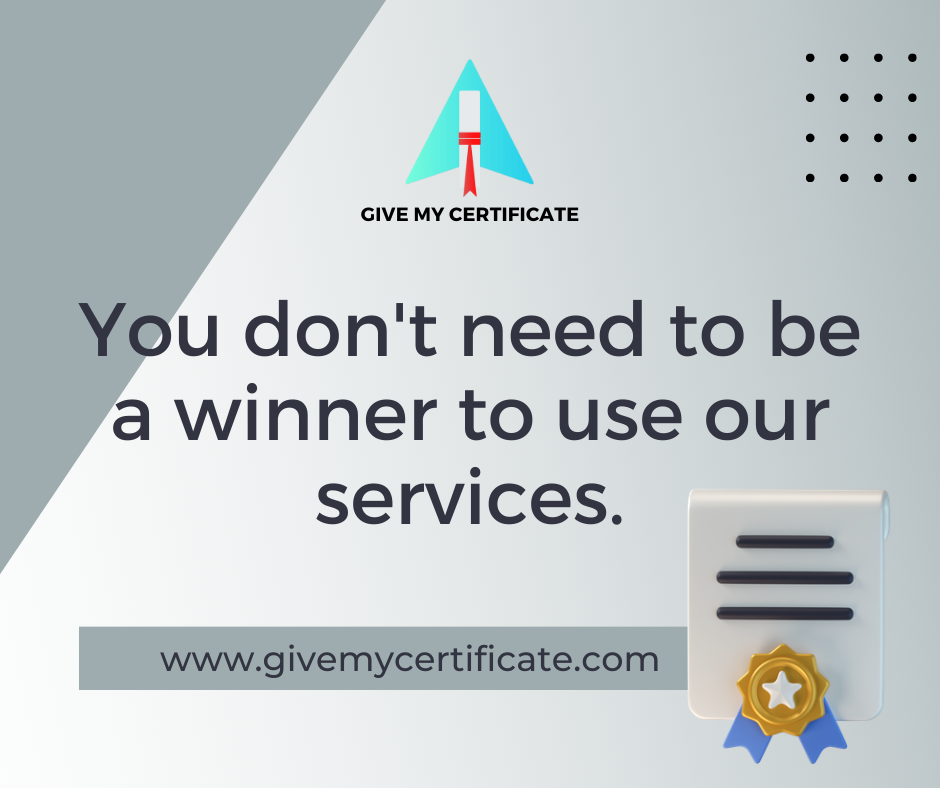 GIVE MY CERTIFICATE
You don't need to be
a winner to use our
services.
www.givemycertificate.com